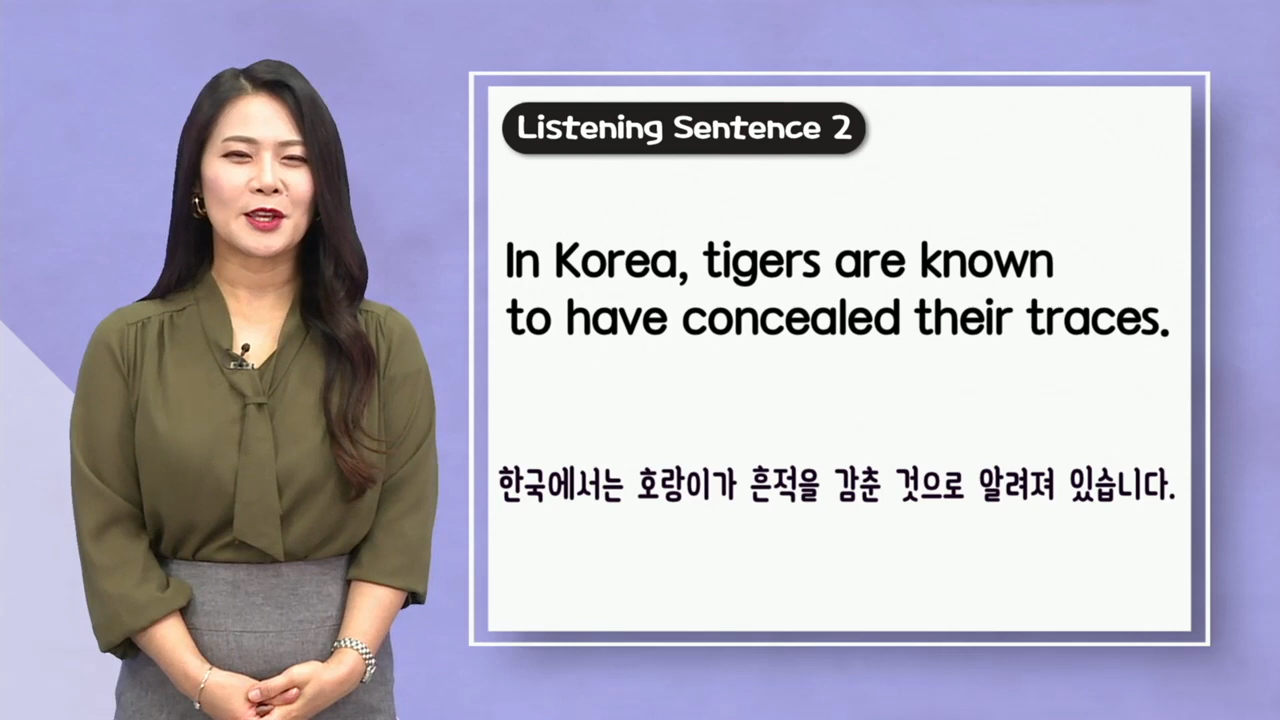 Listening Sentence 2
In Korea, tigers are known
to have concealed their traces.
한국에서는 호랑이가 흔적을 감춘 것으로 알려져 있습니다.